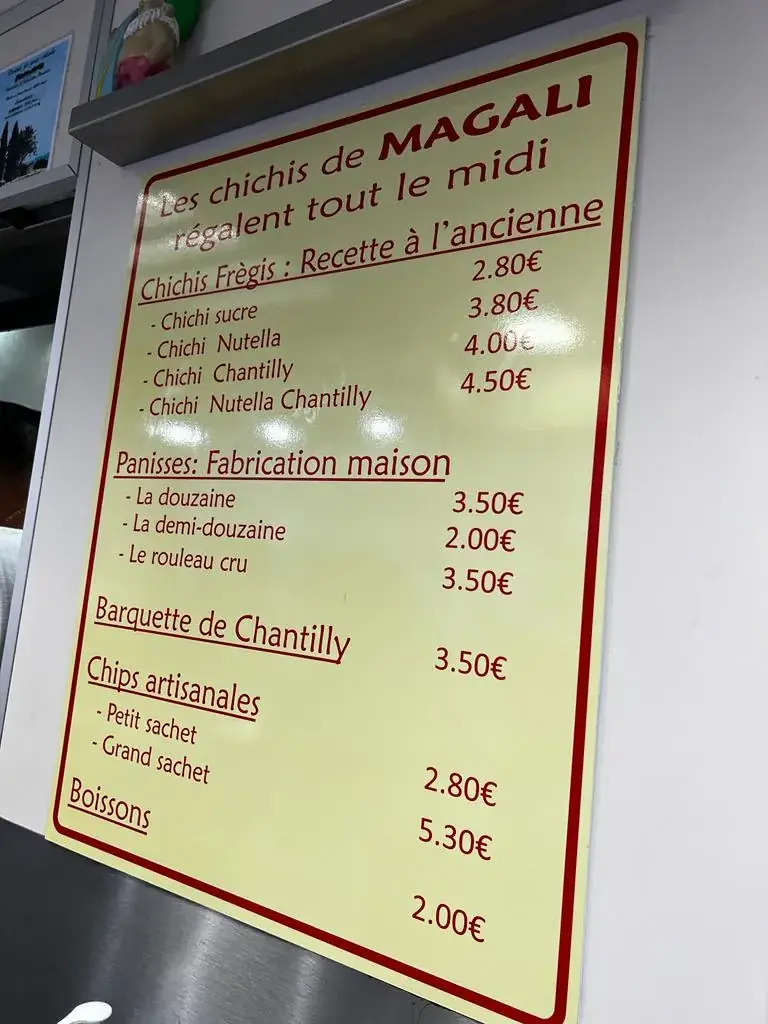 Les chichis de MAGALI
régalent tout le midi
Chichis Frègis : Recette à l'ancienne
- Chichi sucre 2.80€
- Chichi Nutella 3.80€
- Chichi Chantilly 4.00€
- Chichi Nutella Chantilly 4.50€
Panisses: Fabrication maison
- La douzaine 3.50€
- La demi-douzaine 2.00€
- Le rouleau cru 3.50€
Barquette de Chantilly 3.50€
Chips artisanales
- Petit sachet 2.80€
- Grand sachet 5.30€
Boissons 2.00€